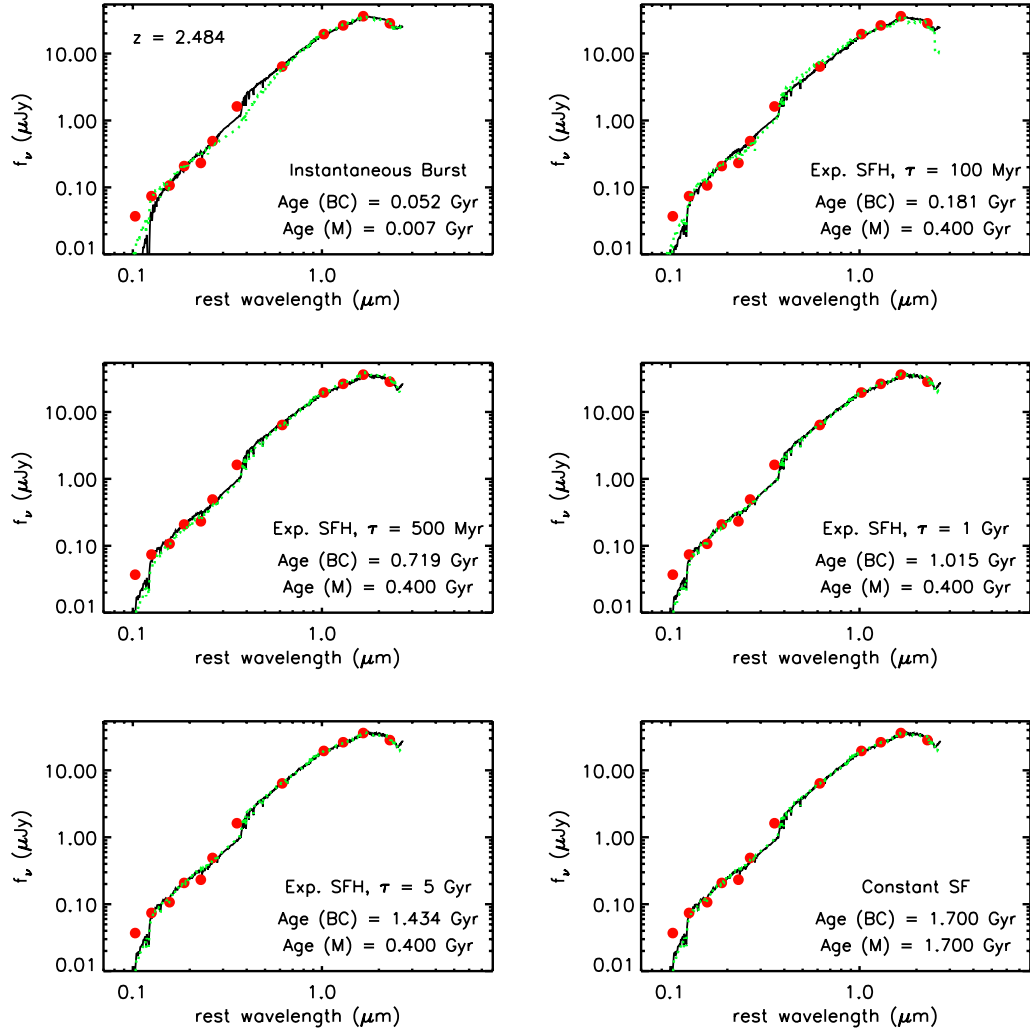 z = 2.484
10.00
1.00
0.10
0.01
f_ν (μJy)
Instantaneous Burst
Age (BC) = 0.052 Gyr
Age (M) = 0.007 Gyr
0.1
1.0
rest wavelength (μm)
10.00
1.00
0.10
0.01
f_ν (μJy)
Exp. SFH, τ = 100 Myr
Age (BC) = 0.181 Gyr
Age (M) = 0.400 Gyr
0.1
1.0
rest wavelength (μm)
10.00
1.00
0.10
0.01
f_ν (μJy)
Exp. SFH, τ = 500 Myr
Age (BC) = 0.719 Gyr
Age (M) = 0.400 Gyr
0.1
1.0
rest wavelength (μm)
10.00
1.00
0.10
0.01
f_ν (μJy)
Exp. SFH, τ = 1 Gyr
Age (BC) = 1.015 Gyr
Age (M) = 0.400 Gyr
0.1
1.0
rest wavelength (μm)
10.00
1.00
0.10
0.01
f_ν (μJy)
Exp. SFH, τ = 5 Gyr
Age (BC) = 1.434 Gyr
Age (M) = 0.400 Gyr
0.1
1.0
rest wavelength (μm)
10.00
1.00
0.10
0.01
f_ν (μJy)
Constant SF
Age (BC) = 1.700 Gyr
Age (M) = 1.700 Gyr
0.1
1.0
rest wavelength (μm)